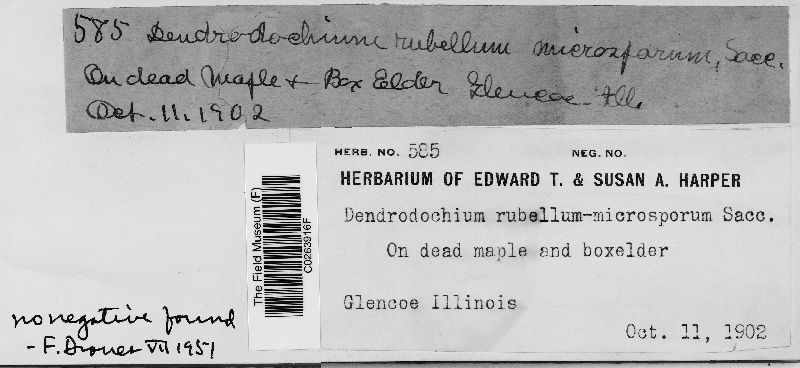 585 Dendrodochium rubellum microsporum, Sacc.
On dead Maple & Box Elder Glencoe Ill.
Oct. 11. 1902
HERB. NO. 585 NEG. NO.
HERBARIUM OF EDWARD T. & SUSAN A. HARPER
Dendrodochium rubellum-microsporum Sacc.
On dead maple and boxelder
Glencoe Illinois
Oct. 11, 1902
The Field Museum (F)
C0263916F
no negative found
- F. Drouet VII 1951